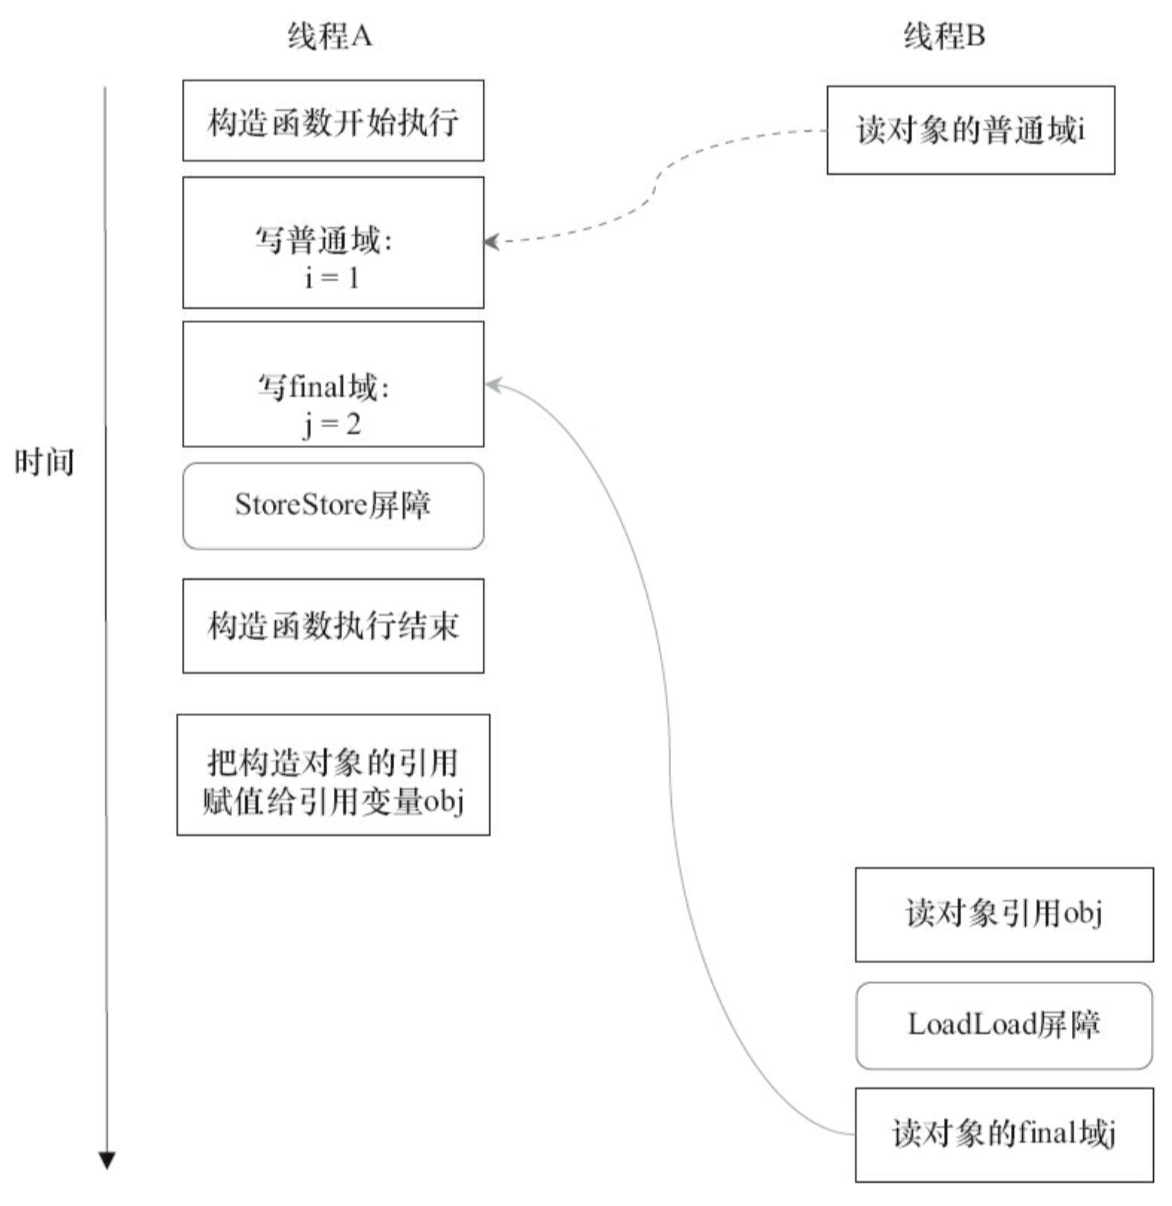 线程A
线程B
构造函数开始执行
读对象的普通域i
写普通域:
i = 1
写final域:
j = 2
时间
StoreStore屏障
构造函数执行结束
把构造对象的引用
赋值给引用变量obj
读对象引用obj
LoadLoad屏障
读对象的final域j